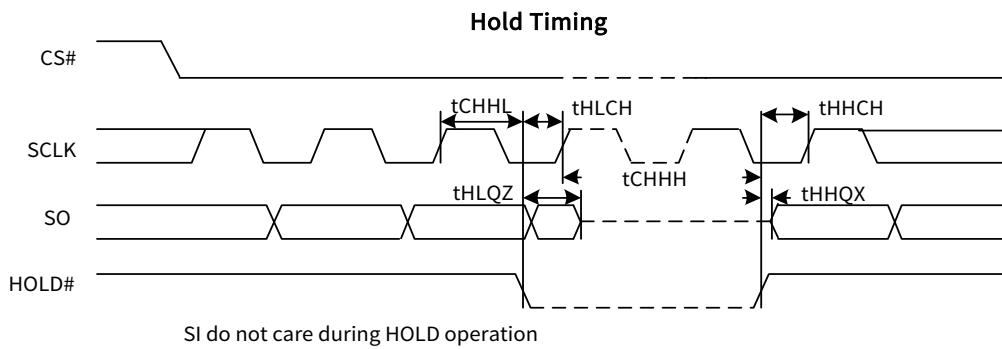 Hold Timing
CS#
tCHHL
tHLCH
tHHCH
SCLK
tCHHH
tHLQZ
tHHQX
SO
HOLD#
SI do not care during HOLD operation